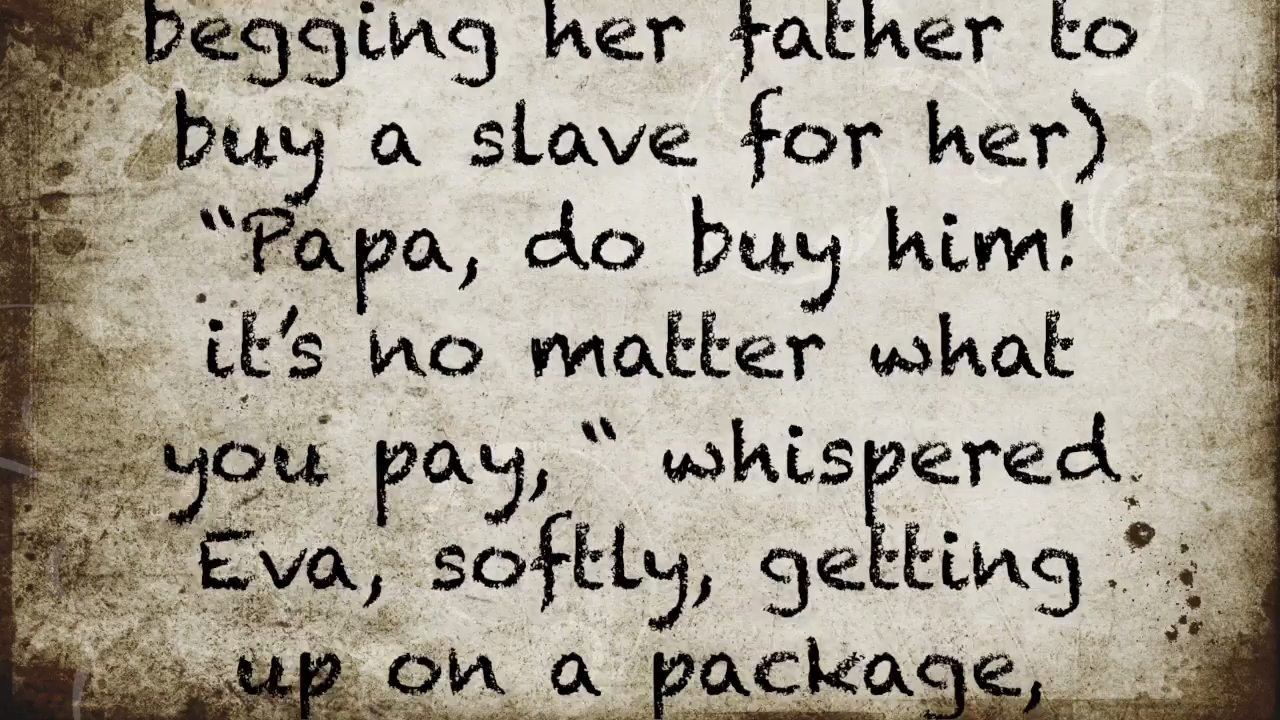 begging her father to
buy a slave for her)
“Papa, do buy him!
it's no matter what
you pay, “ whispered
Eva, softly, getting
up on a package,